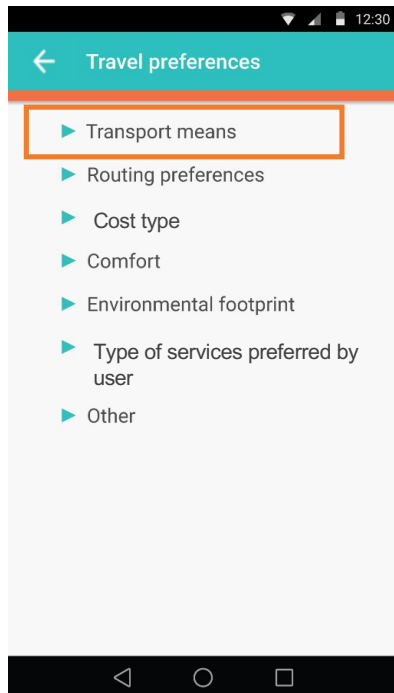 12:30
Travel preferences
Transport means
Routing preferences
Cost type
Comfort
Environmental footprint
Type of services preferred by
user
Other